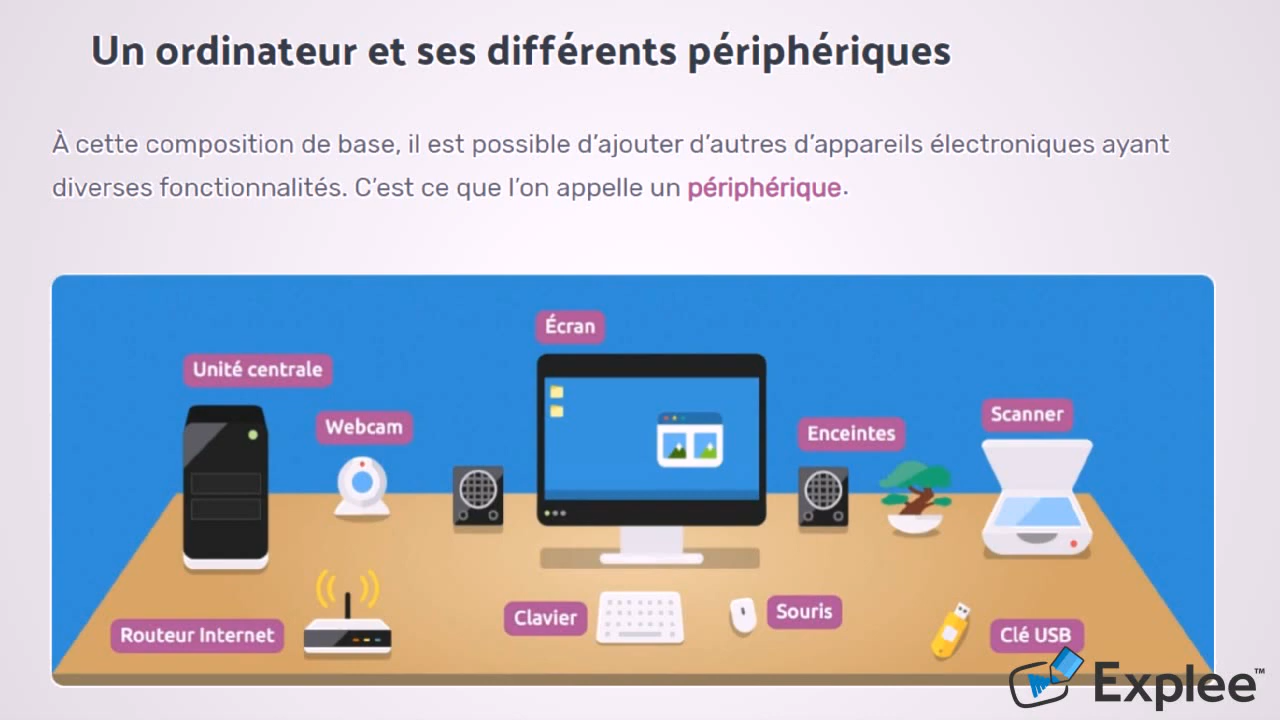 Un ordinateur et ses différents périphériques
À cette composition de base, il est possible d'ajouter d'autres d'appareils électroniques ayant
diverses fonctionnalités. C'est ce que l'on appelle un périphérique.
Écran
Unité centrale
Webcam
Enceintes
Scanner
Routeur Internet
Clavier
Souris
Clé USB
Explee™